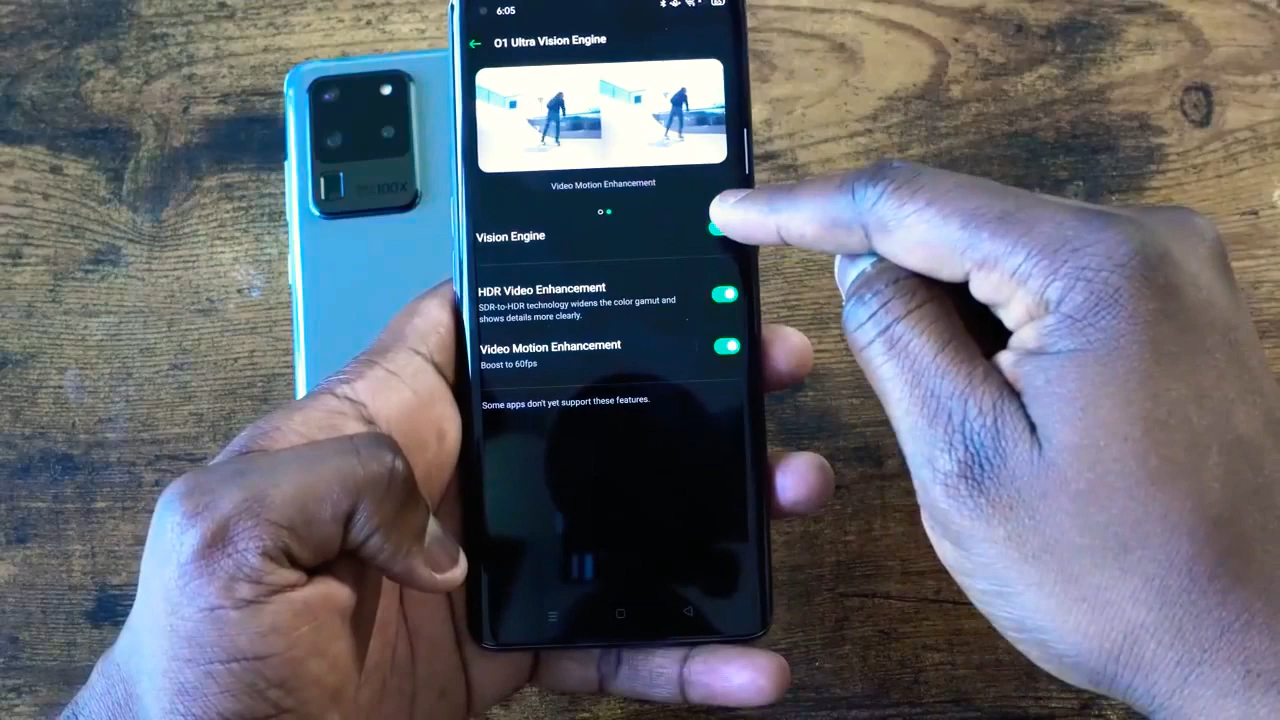 6:05
O1 Ultra Vision Engine
Video Motion Enhancement
Vision Engine
HDR Video Enhancement
SDR-to-HDR technology widens the color gamut and
shows details more clearly.
Video Motion Enhancement
Boost to 60fps
Some apps don't yet support these features.
100X